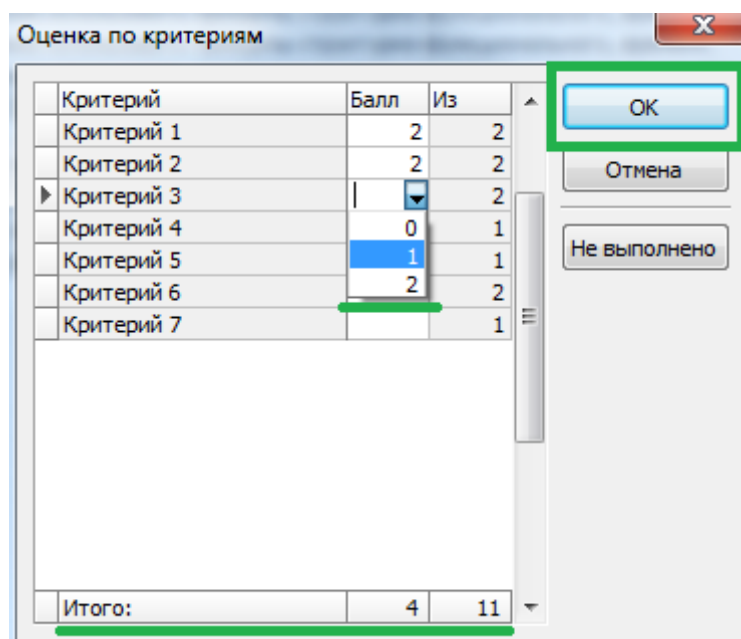 Оценка по критериям
X
Критерий Балл Из
Критерий 1 2 2
Критерий 2 2 2
Критерий 3 2
Критерий 4 0 1
Критерий 5 1 1
Критерий 6 2 2
Критерий 7 1
Итого: 4 11
OK
Отмена
Не выполнено